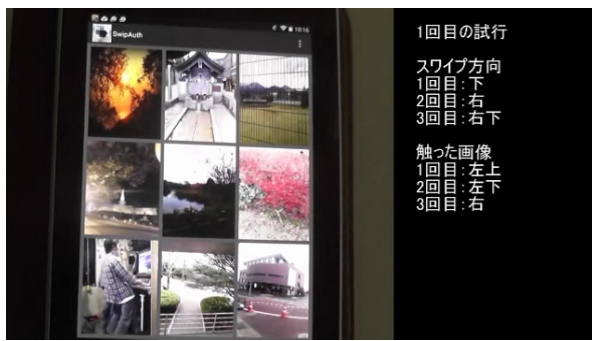 SwipAuth
18:16
1回目の試行
スワイプ方向
1回目：下
2回目：右
3回目：右下
触った画像
1回目：左上
2回目：左下
3回目：右